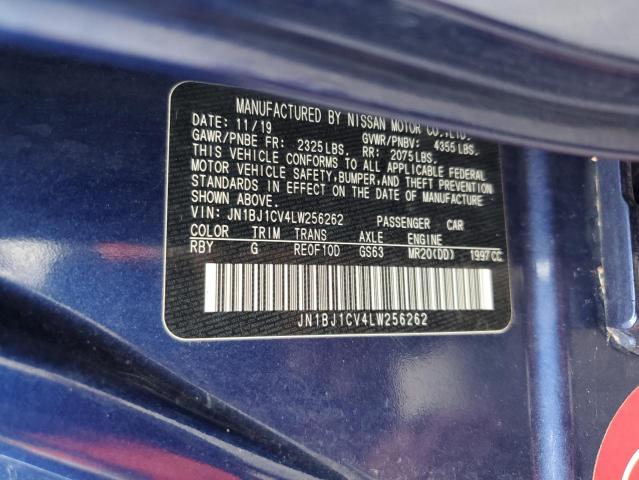 MANUFACTURED BY NISSAN MOTOR CO.,LTD.
DATE: 11/19 GVWR/PNBV: 4355 LBS.
GAWR/PNBE FR: 2325 LBS. RR: 2075 LBS.
THIS VEHICLE CONFORMS TO ALL APPLICABLE FEDERAL
MOTOR VEHICLE SAFETY, BUMPER, AND THEFT PREVENTION
STANDARDS IN EFFECT ON THE DATE OF MANUFACTURE
SHOWN ABOVE.
VIN: JN1BJ1CV4LW256262 PASSENGER CAR
COLOR TRIM TRANS AXLE ENGINE
RBY G RE0F10D GS63 MR20(DD) 1997CC
JN1BJ1CV4LW256262